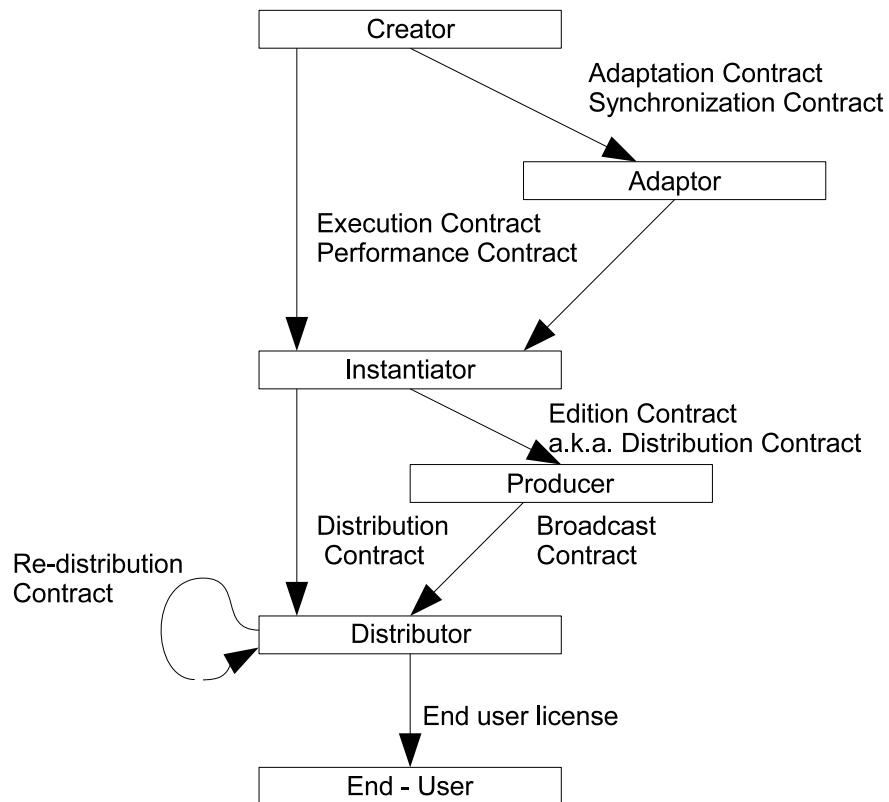 Creator
Adaptation Contract
Synchronization Contract
Adaptor
Execution Contract
Performance Contract
Instantiator
Edition Contract
a.k.a. Distribution Contract
Producer
Distribution
Contract
Broadcast
Contract
Re-distribution
Contract
Distributor
End user license
End - User